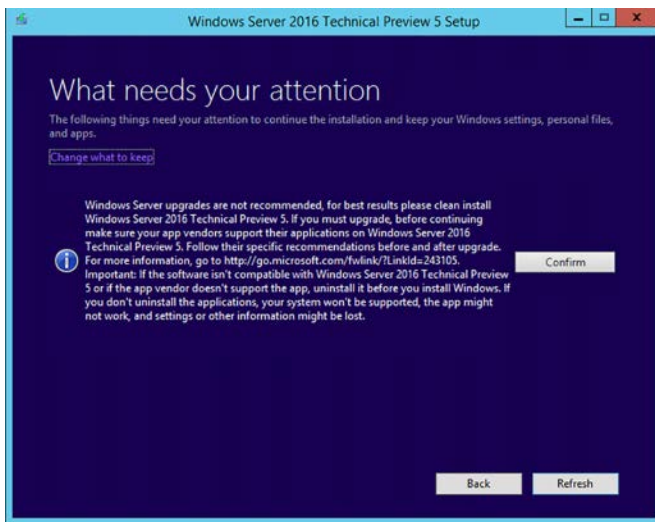 Windows Server 2016 Technical Preview 5 Setup
What needs your attention
The following things need your attention to continue the installation and keep your Windows settings, personal files,
and apps.
Change what to keep
Windows Server upgrades are not recommended, for best results please clean install
Windows Server 2016 Technical Preview 5. If you must upgrade, before continuing
make sure your app vendors support their applications on Windows Server 2016
Technical Preview 5. Follow their specific recommendations before and after upgrade.
For more information, go to http://go.microsoft.com/fwlink/?LinkId=243105.
Important: If the software isn't compatible with Windows Server 2016 Technical Preview
5 or if the app vendor doesn't support the app, uninstall it before you install Windows. If
you don't uninstall the applications, your system won't be supported, the app might
not work, and settings or other information might be lost.
Confirm
Back
Refresh